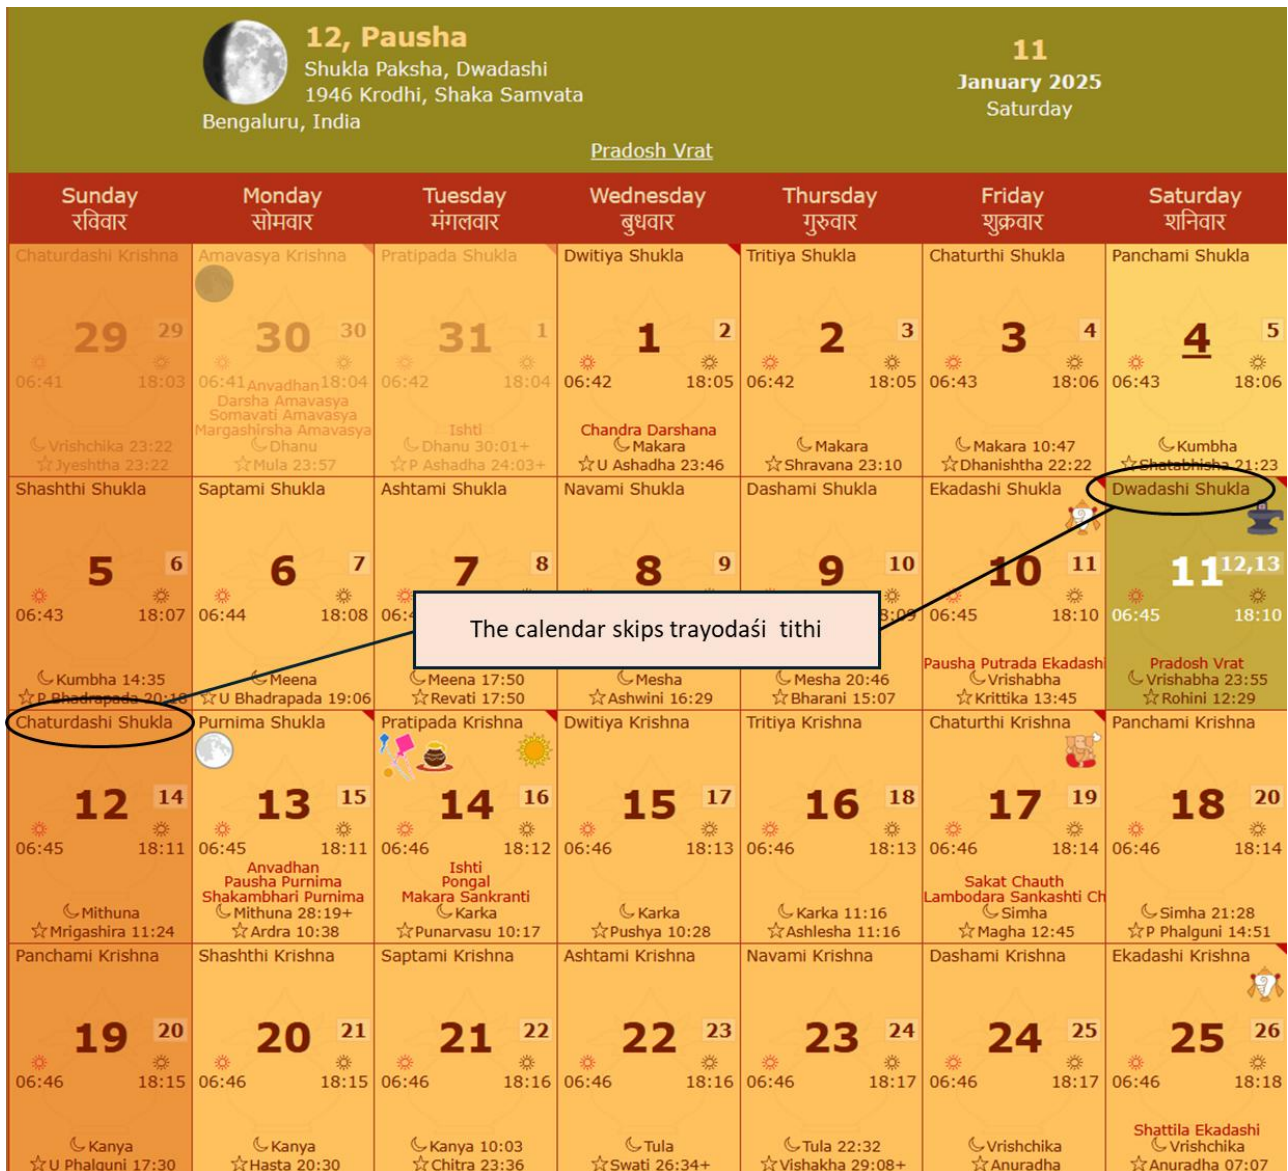 12, Pausha
Shukla Paksha, Dwadashi
1946 Krodhi, Shaka Samvata
Bengaluru, India
11
January 2025
Saturday
Pradosh Vrat
Sunday Monday Tuesday Wednesday Thursday Friday Saturday
रविवार सोमवार मंगलवार बुधवार गुरुवार शुक्रवार शनिवार
Chaturdashi Krishna Amavasya Krishna Pratipada Shukla Dwitiya Shukla Tritiya Shukla Chaturthi Shukla Panchami Shukla
29 29 30 30 31 1 1 2 2 3 3 4 4 5
06:41 18:03 06:41 18:04 06:42 18:04 06:42 18:05 06:42 18:05 06:43 18:06 06:43 18:06
Anvadhan
Darsha Amavasya
Somavati Amavasya
Margashirsha Amavasya Ishti Chandra Darshana
Vrishchika 23:22 Dhanu Dhanu 30:01+ Makara Makara Makara 10:47 Kumbha
Jyeshtha 23:22 Mula 23:57 P Ashadha 24:03+ U Ashadha 23:46 Shravana 23:10 Dhanishtha 22:22 Shatabhisha 21:23
Shashthi Shukla Saptami Shukla Ashtami Shukla Navami Shukla Dashami Shukla Ekadashi Shukla Dwadashi Shukla
5 6 6 7 7 8 8 9 9 10 10 11 11 12,13
06:43 18:07 06:44 18:08 06:45 18:10 06:45 18:10
The calendar skips trayodaśi tithi
Pausha Putrada Ekadashi Pradosh Vrat
Kumbha 14:35 Meena Meena 17:50 Mesha Mesha 20:46 Vrishabha Vrishabha 23:55
P Bhadrapada 20:18 U Bhadrapada 19:06 Revati 17:50 Ashwini 16:29 Bharani 15:07 Krittika 13:45 Rohini 12:29
Chaturdashi Shukla Purnima Shukla Pratipada Krishna Dwitiya Krishna Tritiya Krishna Chaturthi Krishna Panchami Krishna
12 14 13 15 14 16 15 17 16 18 17 19 18 20
06:45 18:11 06:45 18:11 06:46 18:12 06:46 18:13 06:46 18:13 06:46 18:14 06:46 18:14
Anvadhan Ishti
Pausha Purnima Pongal Sakat Chauth
Shakambhari Purnima Makara Sankranti Lambodara Sankashti Ch
Mithuna Mithuna 28:19+ Karka Karka Karka 11:16 Simha Simha 21:28
Mrigashira 11:24 Ardra 10:38 Punarvasu 10:17 Pushya 10:28 Ashlesha 11:16 Magha 12:45 P Phalguni 14:51
Panchami Krishna Shashthi Krishna Saptami Krishna Ashtami Krishna Navami Krishna Dashami Krishna Ekadashi Krishna
19 20 20 21 21 22 22 23 23 24 24 25 25 26
06:46 18:15 06:46 18:15 06:46 18:16 06:46 18:16 06:46 18:17 06:46 18:17 06:46 18:18
Shattila Ekadashi
Kanya Kanya Kanya 10:03 Tula Tula 22:32 Vrishchika Vrishchika
U Phalguni 17:30 Hasta 20:30 Chitra 23:36 Swati 26:34+ Vishakha 29:08+ Anuradha Anuradha 07:07